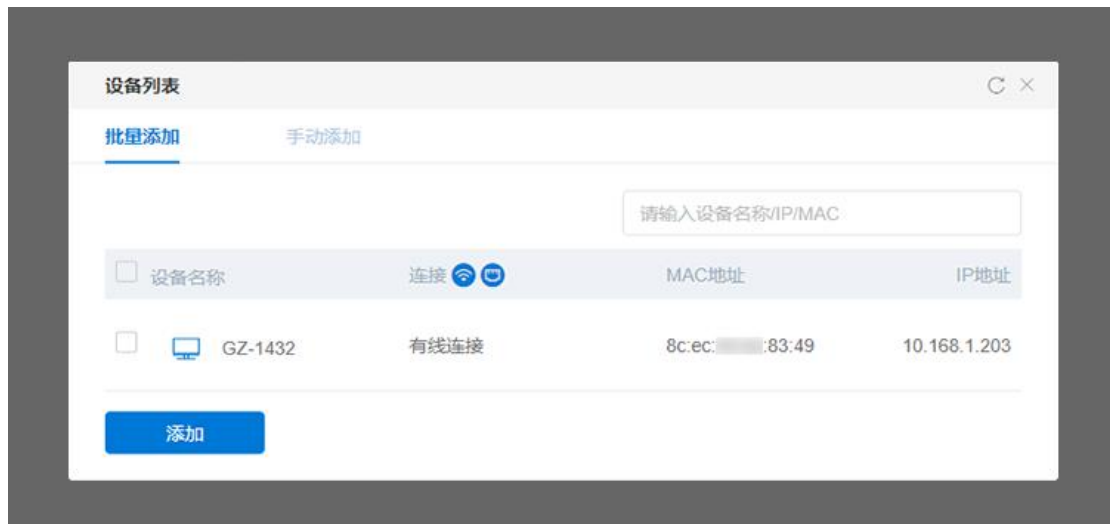 设备列表
批量添加 手动添加
请输入设备名称/IP/MAC
设备名称 连接 MAC地址 IP地址
GZ-1432 有线连接 8c:ec: :83:49 10.168.1.203
添加